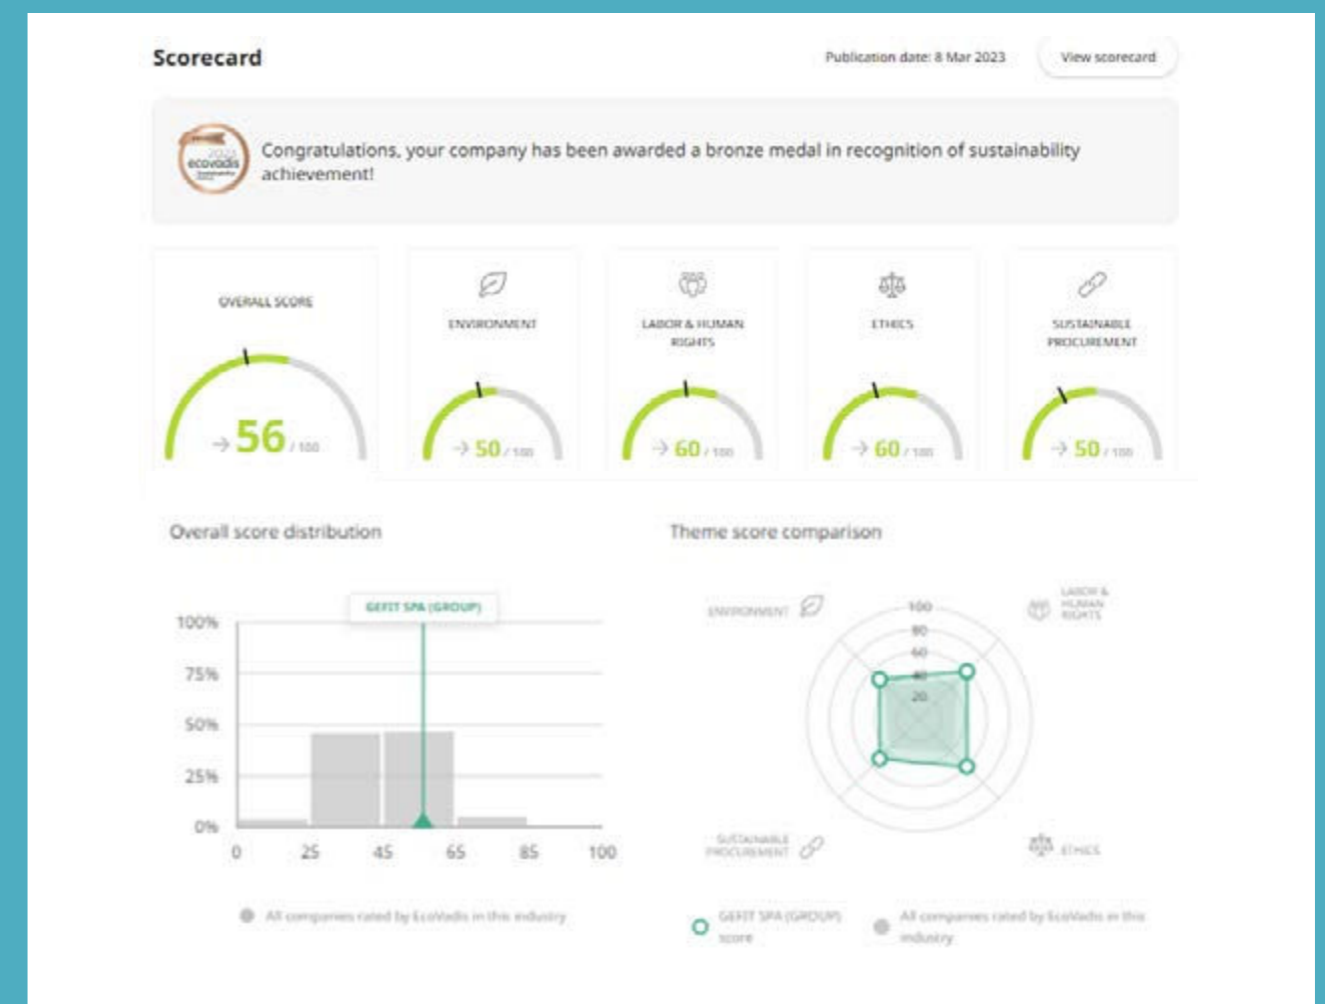 Scorecard
Publication date: 8 Mar 2023
View scorecard
ecovadis
Congratulations, your company has been awarded a bronze medal in recognition of sustainability
achievement!
OVERALL SCORE
56 / 100
ENVIRONMENT
50 / 100
LABOR & HUMAN
RIGHTS
60 / 100
ETHICS
60 / 100
SUSTAINABLE
PROCUREMENT
50 / 100
Overall score distribution
GEFIT SPA (GROUP)
100%
75%
50%
25%
0%
0 25 45 65 85 100
All companies rated by EcoVadis in this industry
Theme score comparison
ENVIRONMENT
LABOR &
HUMAN
RIGHTS
100
80
60
40
20
SUSTAINABLE
PROCUREMENT
ETHICS
GEFIT SPA (GROUP)
score
All companies rated by EcoVadis in this
industry